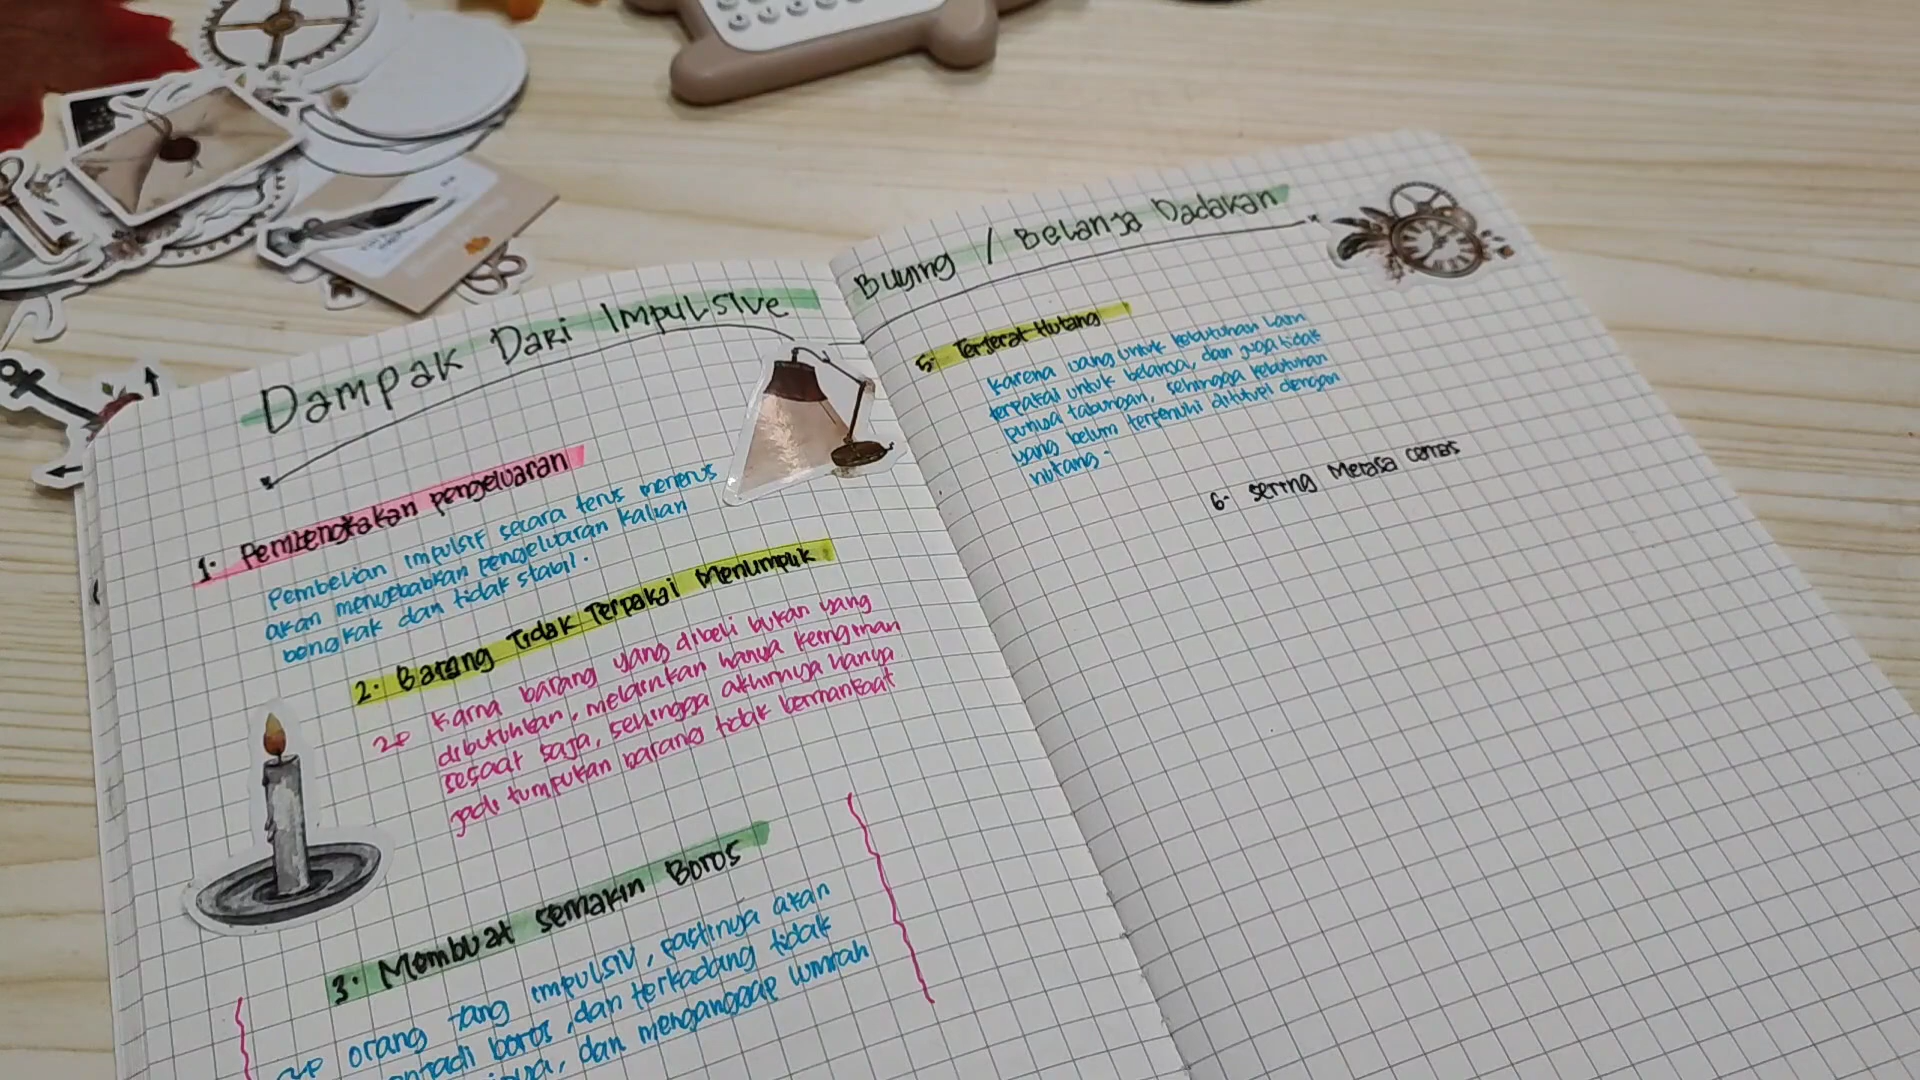 Dampak Dari Impulsive
Buying / Belanja Dadakan
1. Pembengkakan pengeluaran
Pembelian impulsif secara terus menerus
akan menyebabkan pengeluaran kalian
bengkak dan tidak stabil.
2. Barang Tidak Terpakai Menumpuk
Karna barang yang dibeli bukan yang
dibutuhkan, melainkan hanya keinginan
sesaat saja, sehingga akhirnya hanya
jadi tumpukan barang tidak bermanfaat
3. Membuat semakin Boros
orang yang impulsiv, pastinya akan
boros, dan terkadang tidak
dan menganggap lumrah
5. Terjerat Hutang
karena uang untuk kebutuhan lain
terpakai untuk belanja, dan juga tidak
punya tabungan, sehingga kebutuhan
yang belum terpenuhi ditutupi dengan
hutang.
6. sering Merasa cemas